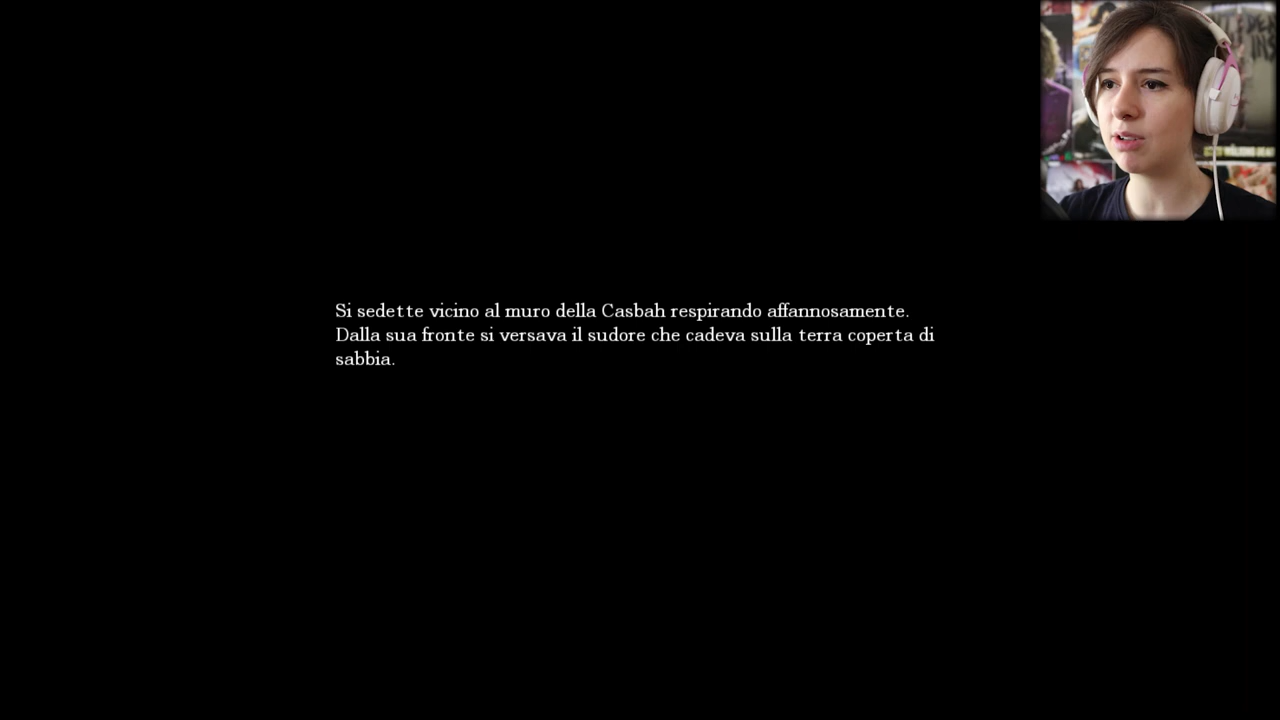 Si sedette vicino al muro della Casbah respirando affannosamente.
Dalla sua fronte si versava il sudore che cadeva sulla terra coperta di
sabbia.